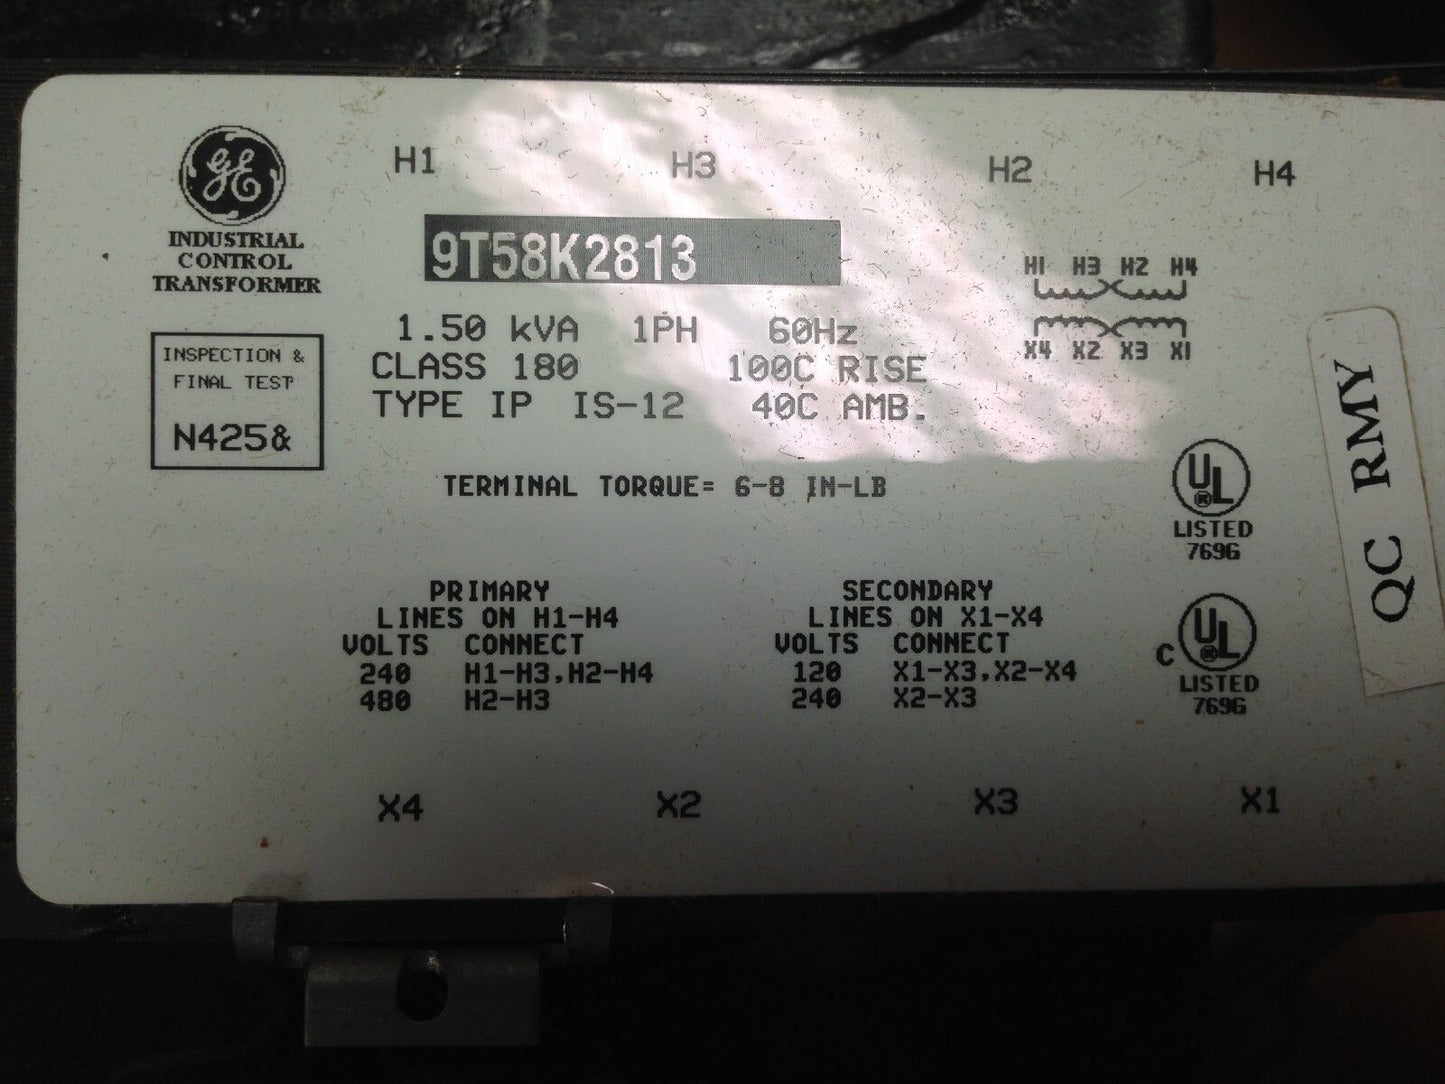 H1 H3 H2 H4
GE
INDUSTRIAL
CONTROL
TRANSFORMER
9T58K2813
H1 H3 H2 H4
X4 X2 X3 X1
1.50 kVA 1PH 60Hz
CLASS 180 100C RISE
TYPE IP IS-12 40C AMB.
INSPECTION &
FINAL TEST
N425&
TERMINAL TORQUE= 6-8 IN-LB
PRIMARY
LINES ON H1-H4
VOLTS CONNECT
240 H1-H3,H2-H4
480 H2-H3
SECONDARY
LINES ON X1-X4
VOLTS CONNECT
120 X1-X3,X2-X4
240 X2-X3
UL ®
LISTED
769G
C UL ®
LISTED
769G
QC RMY
X4 X2 X3 X1